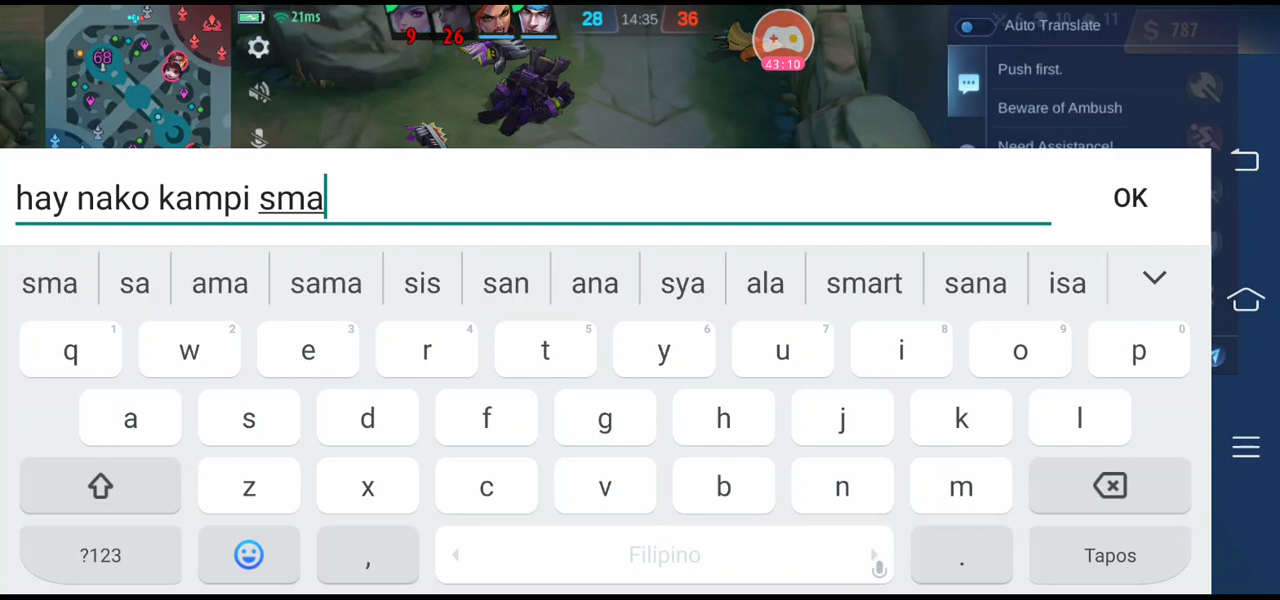 21ms
9
26
28 14:35 36
43:10
68
Auto Translate
$ 787
Push first.
Beware of Ambush
Need Assistance!
hay nako kampi sma
OK
sma sa ama sama sis san ana sya ala smart sana isa
q 1 w 2 e 3 r 4 t 5 y 6 u 7 i 8 o 9 p 0
a s d f g h j k l
z x c v b n m
?123 , Filipino . Tapos